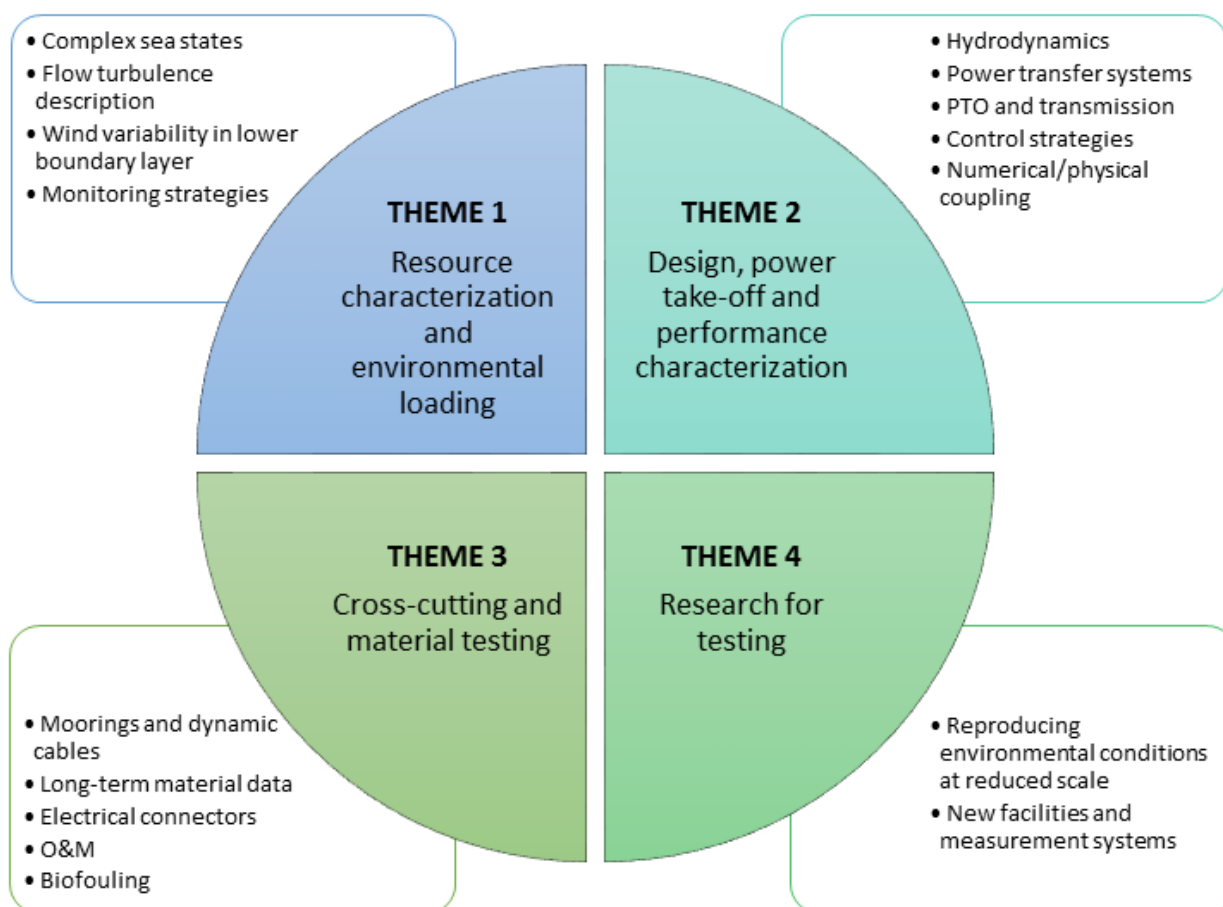 • Complex sea states
• Flow turbulence
description
• Wind variability in lower
boundary layer
• Monitoring strategies
• Hydrodynamics
• Power transfer systems
• PTO and transmission
• Control strategies
• Numerical/physical
coupling
THEME 1
Resource
characterization
and
environmental
loading
THEME 2
Design, power
take-off and
performance
characterization
THEME 3
Cross-cutting and
material testing
THEME 4
Research for
testing
• Moorings and dynamic
cables
• Long-term material data
• Electrical connectors
• O&M
• Biofouling
• Reproducing
environmental conditions
at reduced scale
• New facilities and
measurement systems